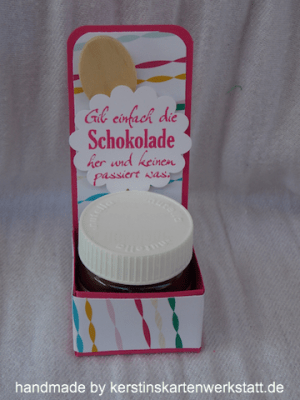 Gib einfach die
Schokolade
her und keinem
passiert was.
handmade by kerstinskartenwerkstatt.de